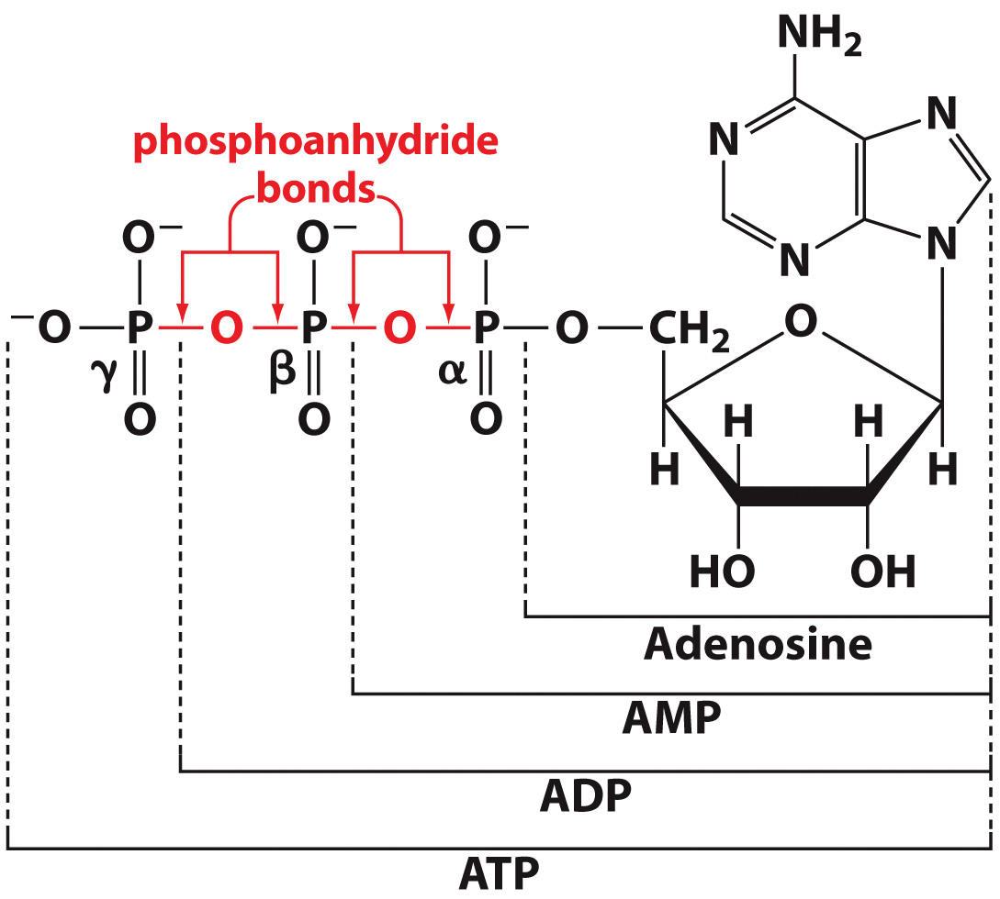 NH2
N
N
phosphoanhydride
bonds
N
N
O−
O−
O−
−O P O P O P O CH2 O
γ β α
O O O
H H
H H
HO OH
Adenosine
AMP
ADP
ATP